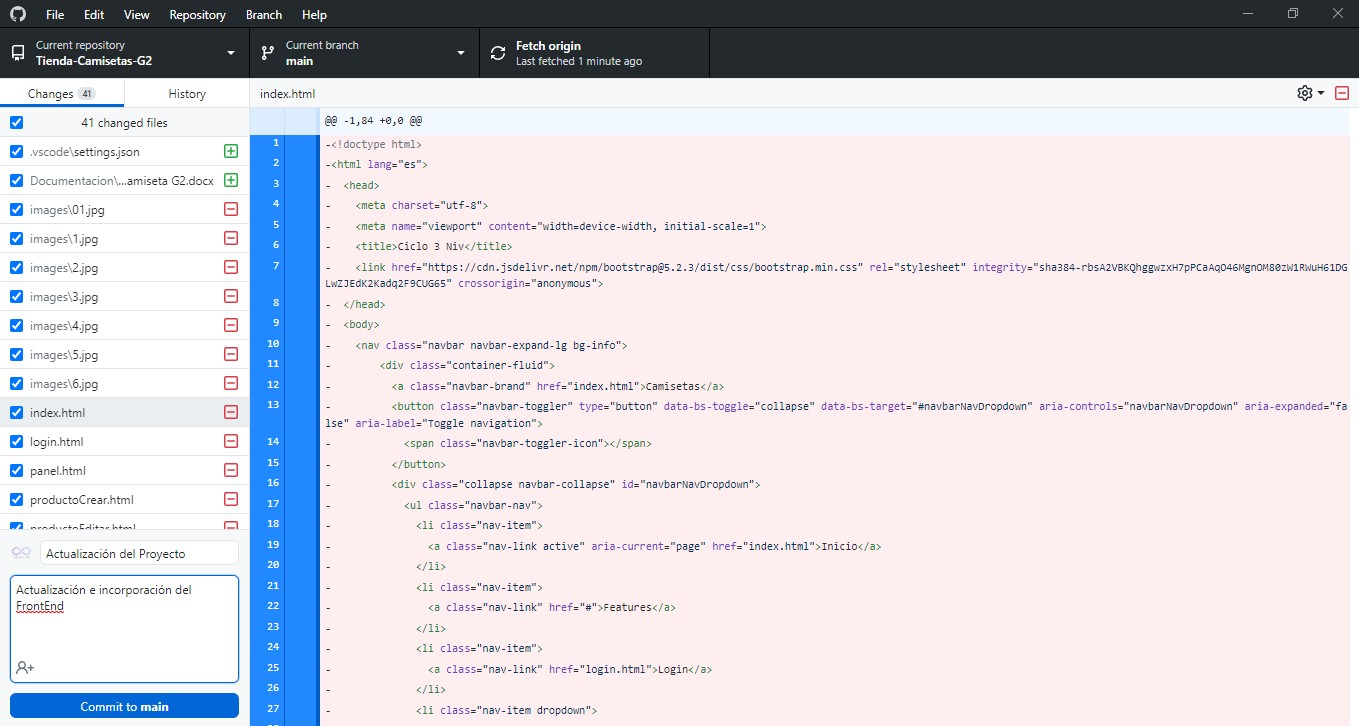 File Edit View Repository Branch Help
Current repository
Tienda-Camisetas-G2
Current branch
main
Fetch origin
Last fetched 1 minute ago
Changes 41 History
41 changed files
.vscode\settings.json
Documentacion\...amiseta G2.docx
images\01.jpg
images\1.jpg
images\2.jpg
images\3.jpg
images\4.jpg
images\5.jpg
images\6.jpg
index.html
login.html
panel.html
productoCrear.html
productoEditar.html
Actualización del Proyecto
Actualización e incorporación del
FrontEnd
Commit to main
index.html
@@ -1,84 +0,0 @@
1 -<!doctype html>
2 -<html lang="es">
3 -  <head>
4 -    <meta charset="utf-8">
5 -    <meta name="viewport" content="width=device-width, initial-scale=1">
6 -    <title>Ciclo 3 Niv</title>
7 -    <link href="https://cdn.jsdelivr.net/npm/bootstrap@5.2.3/dist/css/bootstrap.min.css" rel="stylesheet" integrity="sha384-rbsA2VBKQhggwzxH7pPCaAqO46MgnOM80zW1RWuH61DG
LwZJEdK2Kadq2F9CUG65" crossorigin="anonymous">
8 -  </head>
9 -  <body>
10 -    <nav class="navbar navbar-expand-lg bg-info">
11 -        <div class="container-fluid">
12 -          <a class="navbar-brand" href="index.html">Camisetas</a>
13 -          <button class="navbar-toggler" type="button" data-bs-toggle="collapse" data-bs-target="#navbarNavDropdown" aria-controls="navbarNavDropdown" aria-expanded="fa
lse" aria-label="Toggle navigation">
14 -            <span class="navbar-toggler-icon"></span>
15 -          </button>
16 -          <div class="collapse navbar-collapse" id="navbarNavDropdown">
17 -            <ul class="navbar-nav">
18 -              <li class="nav-item">
19 -                <a class="nav-link active" aria-current="page" href="index.html">Inicio</a>
20 -              </li>
21 -              <li class="nav-item">
22 -                <a class="nav-link" href="#">Features</a>
23 -              </li>
24 -              <li class="nav-item">
25 -                <a class="nav-link" href="login.html">Login</a>
26 -              </li>
27 -              <li class="nav-item dropdown">